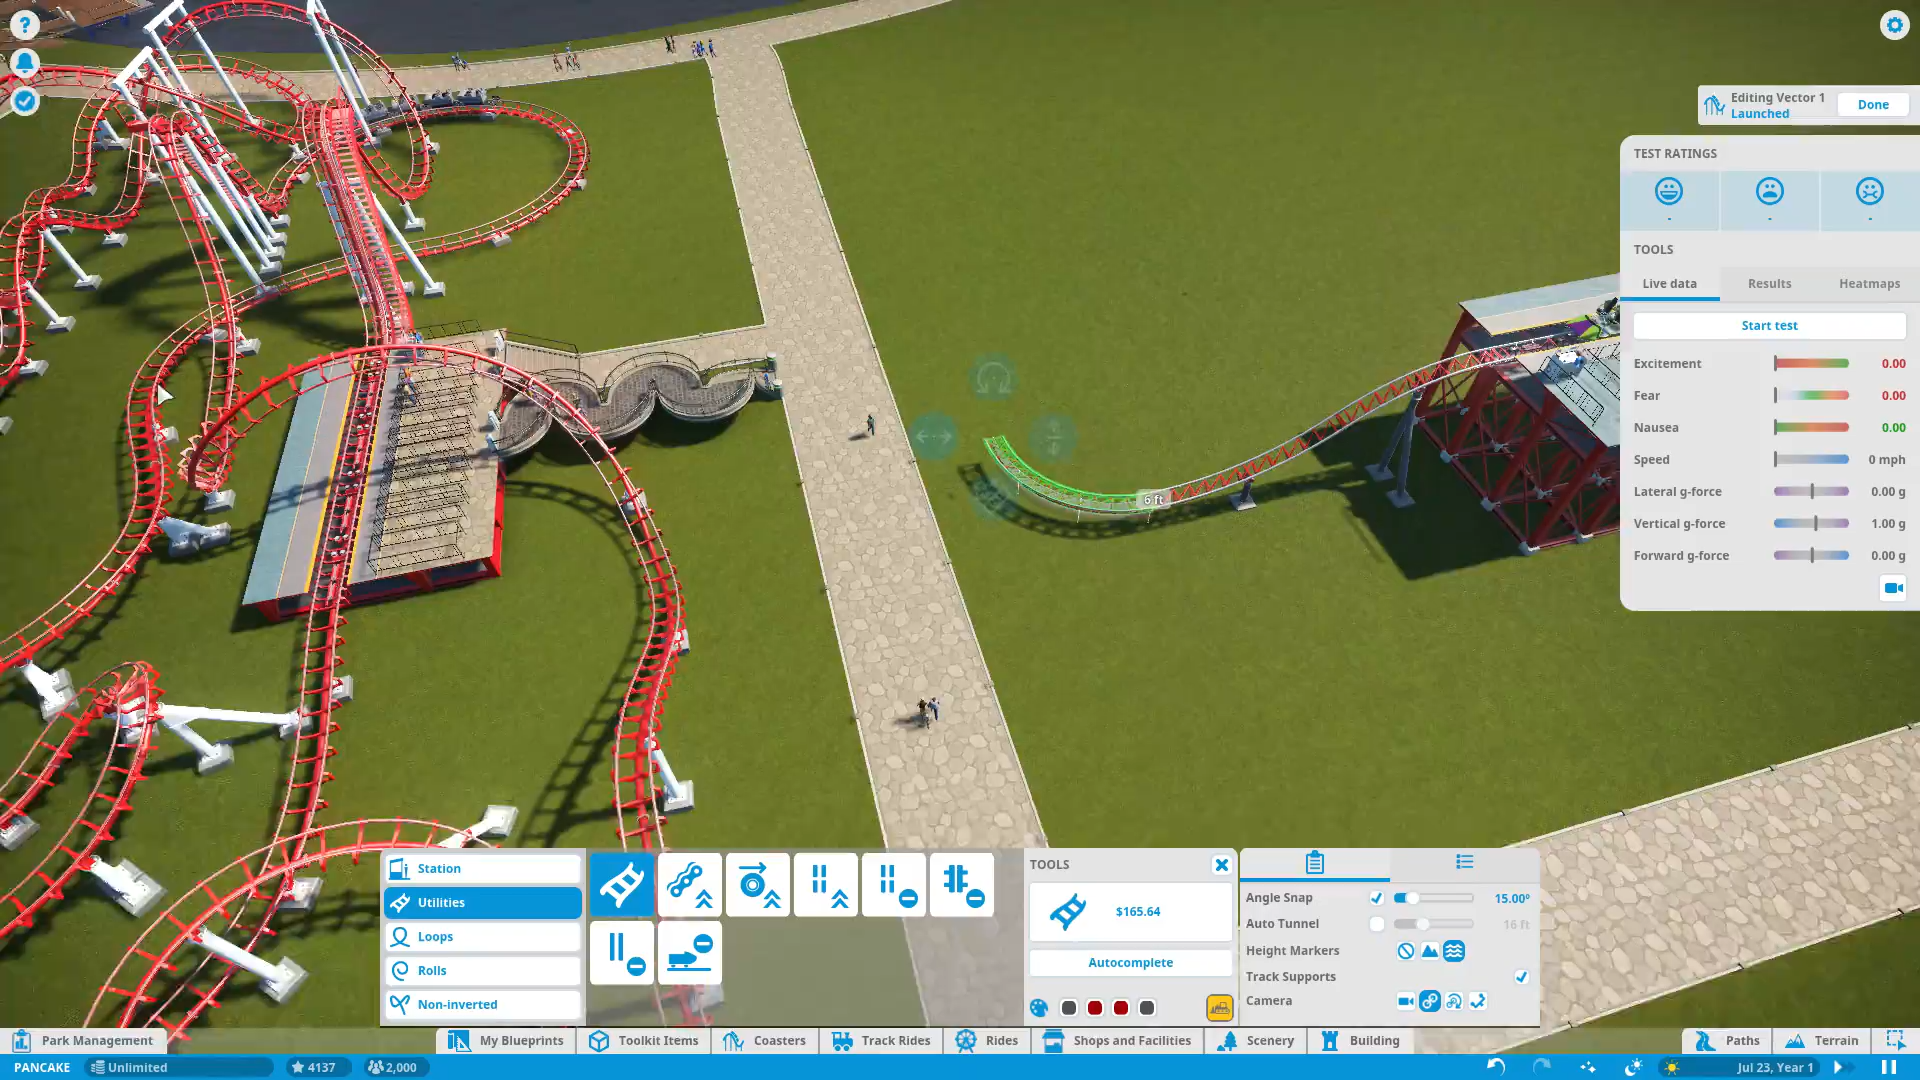 ?
Editing Vector 1
Launched
Done
TEST RATINGS
- - -
TOOLS
Live data Results Heatmaps
Start test
Excitement 0.00
Fear 0.00
Nausea 0.00
Speed 0 mph
Lateral g-force 0.00 g
Vertical g-force 1.00 g
Forward g-force 0.00 g
6 ft
Station
Utilities
Loops
Rolls
Non-inverted
TOOLS
$165.64
Autocomplete
Angle Snap 15.00°
Auto Tunnel 16 ft
Height Markers
Track Supports
Camera
Park Management My Blueprints Toolkit Items Coasters Track Rides Rides Shops and Facilities Scenery Building Paths Terrain
PANCAKE Unlimited 4137 2,000 Jul 23, Year 1